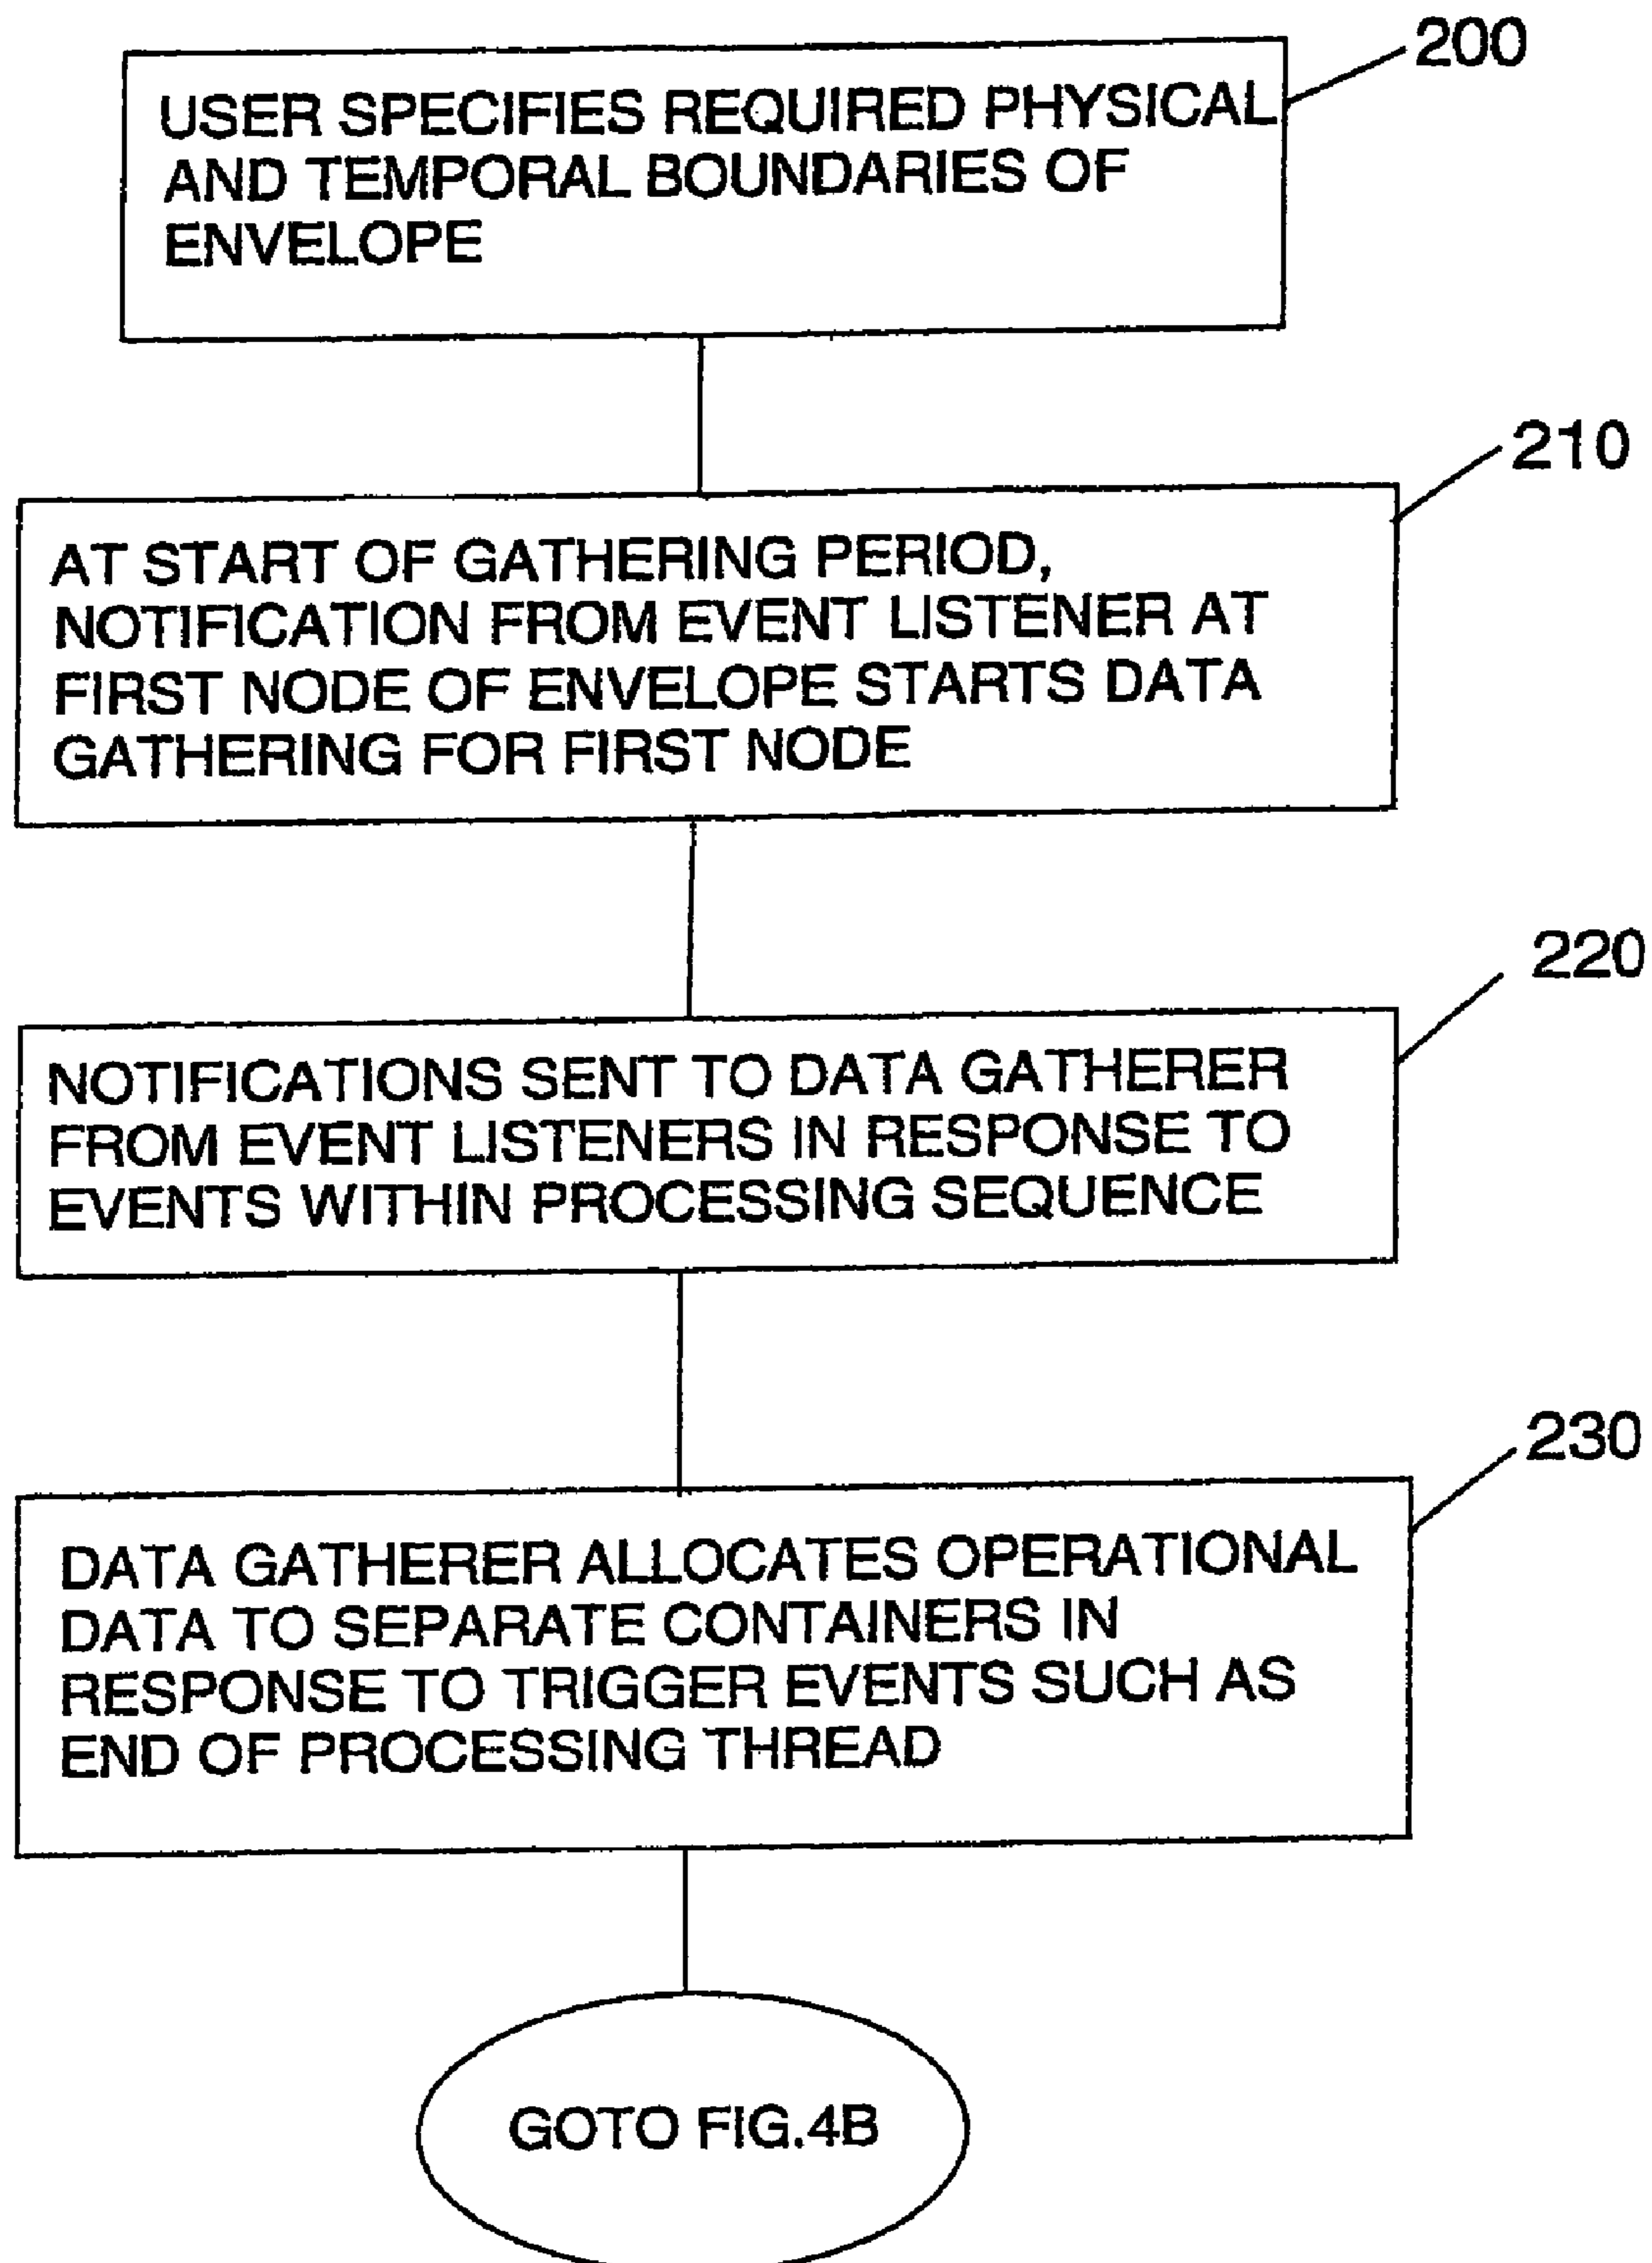 200
USER SPECIFIES REQUIRED PHYSICAL
AND TEMPORAL BOUNDARIES OF
ENVELOPE
210
AT START OF GATHERING PERIOD,
NOTIFICATION FROM EVENT LISTENER AT
FIRST NODE OF ENVELOPE STARTS DATA
GATHERING FOR FIRST NODE
220
NOTIFICATIONS SENT TO DATA GATHERER
FROM EVENT LISTENERS IN RESPONSE TO
EVENTS WITHIN PROCESSING SEQUENCE
230
DATA GATHERER ALLOCATES OPERATIONAL
DATA TO SEPARATE CONTAINERS IN
RESPONSE TO TRIGGER EVENTS SUCH AS
END OF PROCESSING THREAD
GOTO FIG.4B